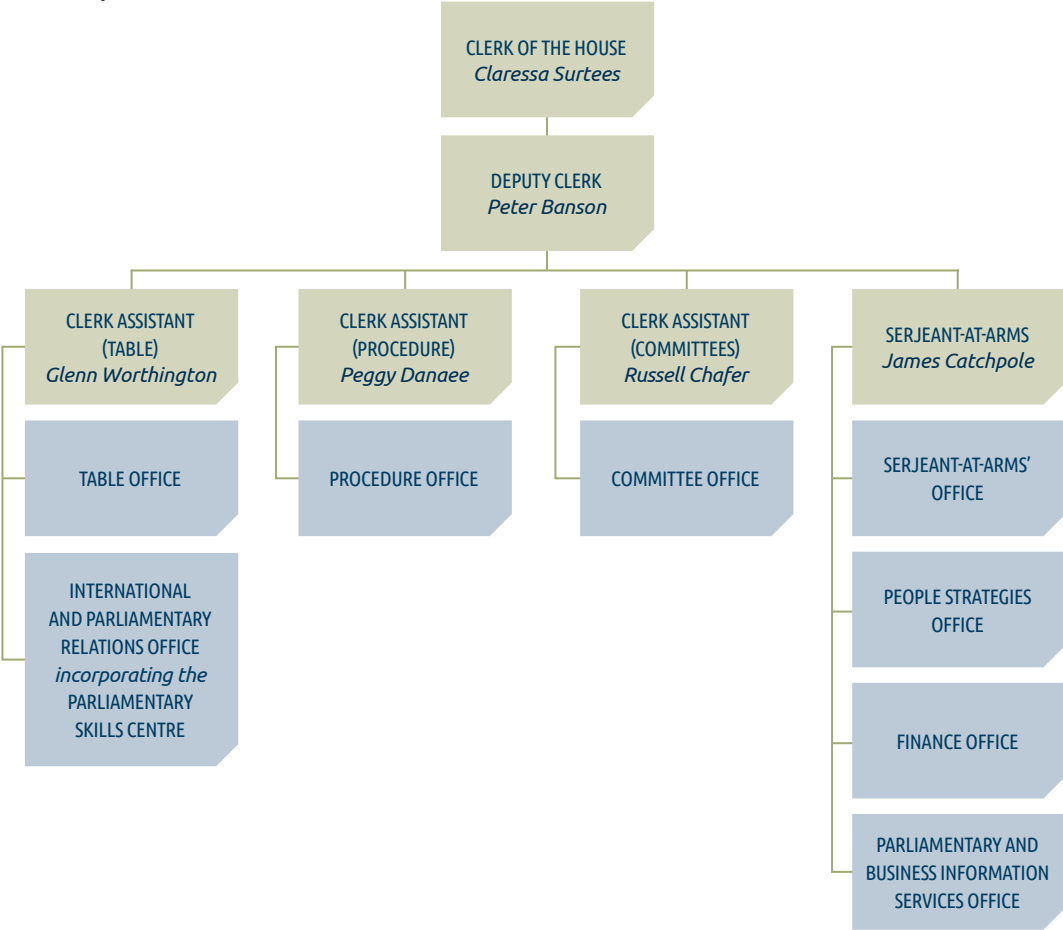 CLERK OF THE HOUSE
Claressa Surtees
DEPUTY CLERK
Peter Banson
CLERK ASSISTANT
(TABLE)
Glenn Worthington
TABLE OFFICE
INTERNATIONAL
AND PARLIAMENTARY
RELATIONS OFFICE
incorporating the
PARLIAMENTARY
SKILLS CENTRE
CLERK ASSISTANT
(PROCEDURE)
Peggy Danaee
PROCEDURE OFFICE
CLERK ASSISTANT
(COMMITTEES)
Russell Chafer
COMMITTEE OFFICE
SERJEANT-AT-ARMS
James Catchpole
SERJEANT-AT-ARMS’
OFFICE
PEOPLE STRATEGIES
OFFICE
FINANCE OFFICE
PARLIAMENTARY AND
BUSINESS INFORMATION
SERVICES OFFICE